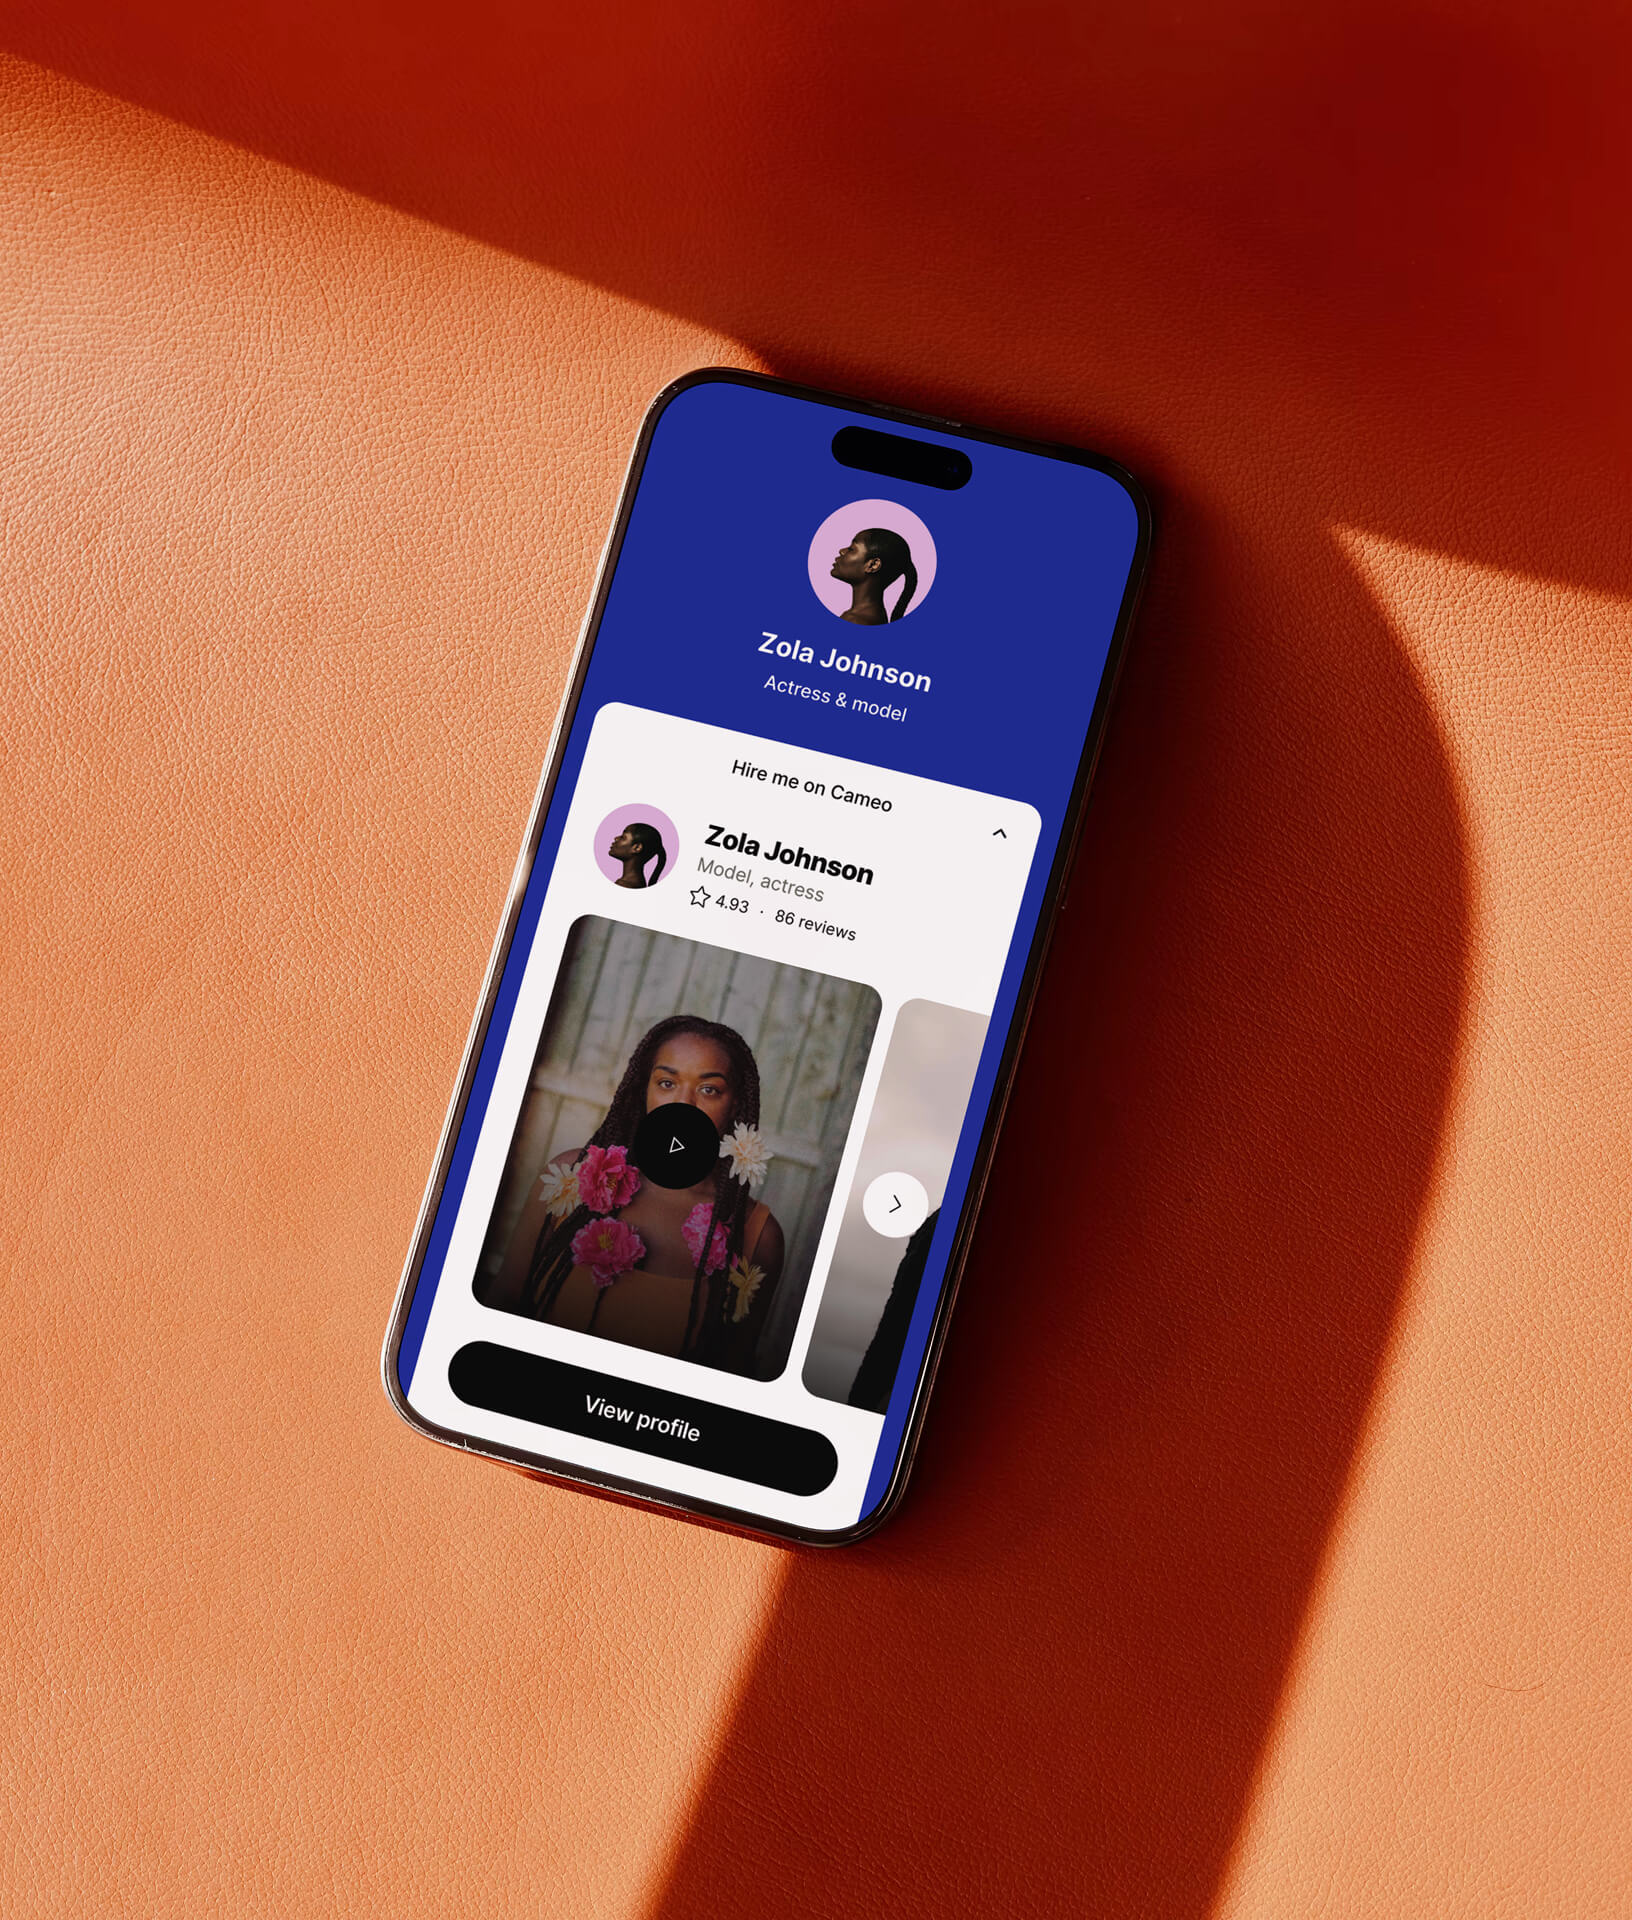 Zola Johnson
Actress & model
Hire me on Cameo
Zola Johnson
Model, actress
4.93 · 86 reviews
View profile